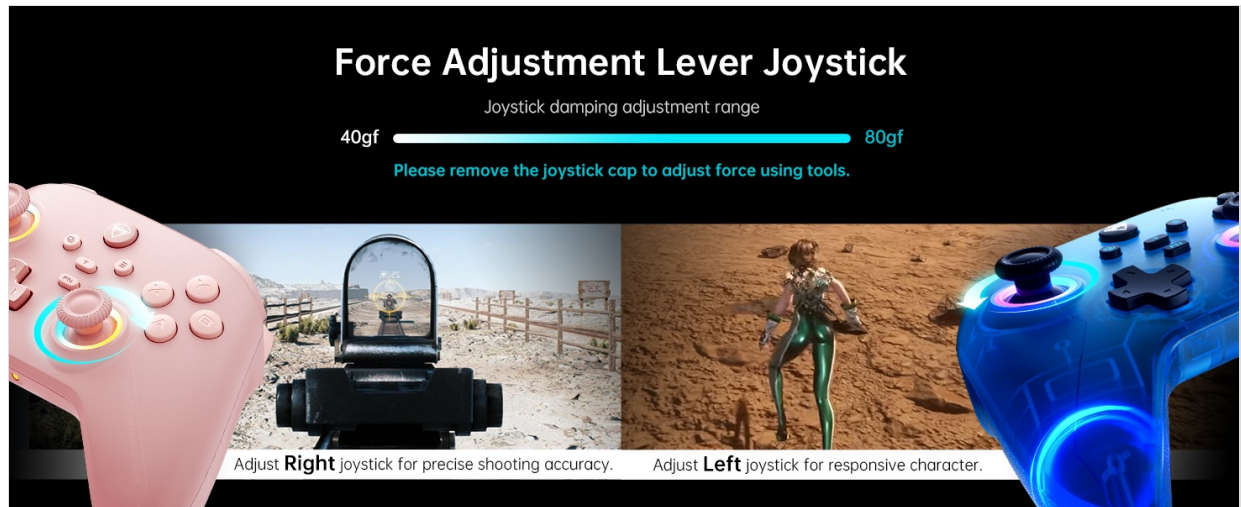 Force Adjustment Lever Joystick
Joystick damping adjustment range
40gf 80gf
Please remove the joystick cap to adjust force using tools.
Adjust Right joystick for precise shooting accuracy.
Adjust Left joystick for responsive character.